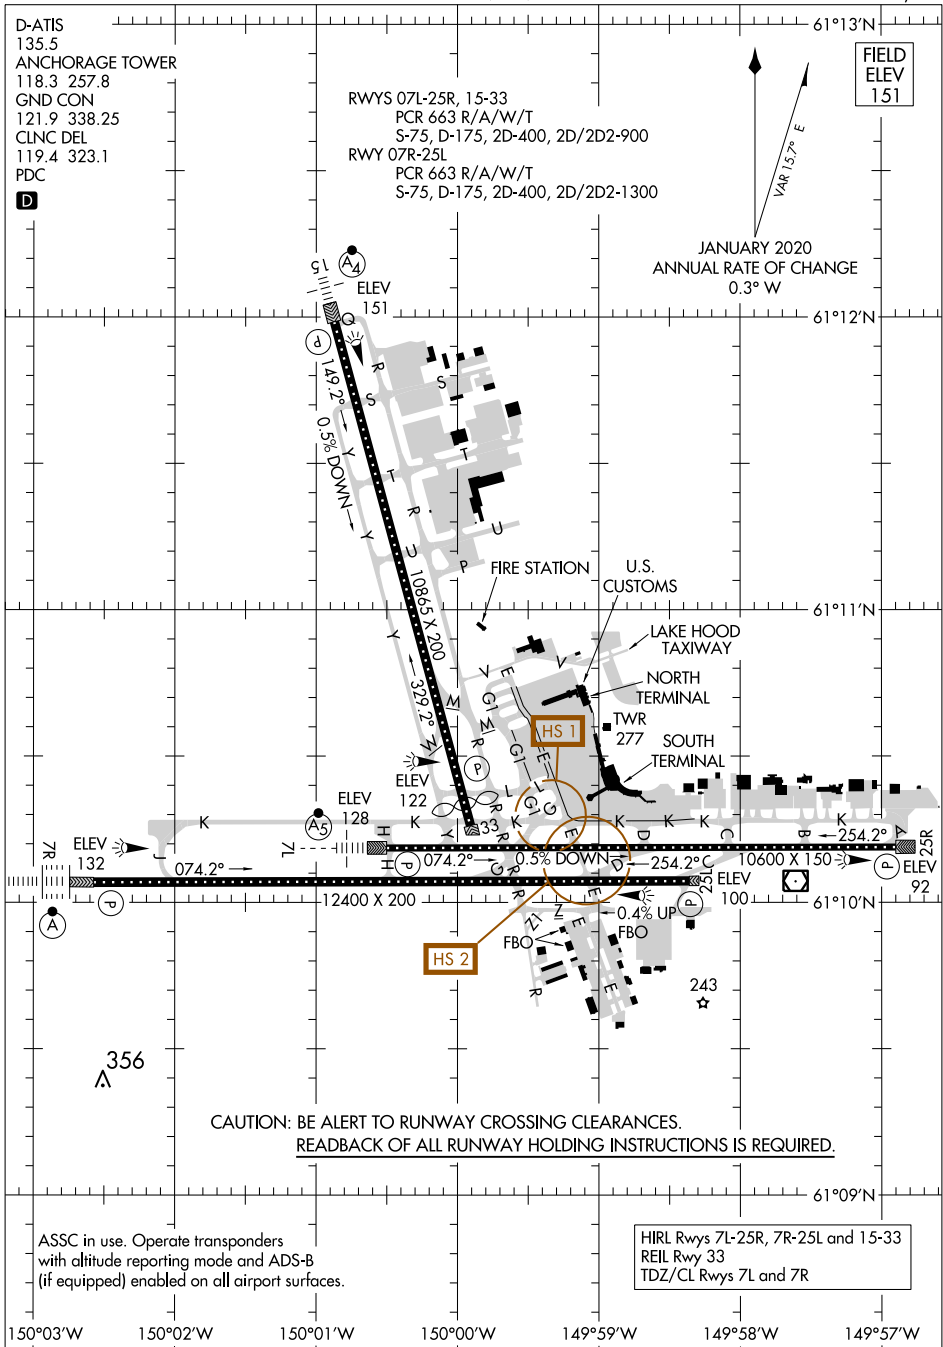 D-ATIS
135.5
ANCHORAGE TOWER
118.3 257.8
GND CON
121.9 338.25
CLNC DEL
119.4 323.1
PDC
D
RWYS 07L-25R, 15-33
PCR 663 R/A/W/T
S-75, D-175, 2D-400, 2D/2D2-900
RWY 07R-25L
PCR 663 R/A/W/T
S-75, D-175, 2D-400, 2D/2D2-1300
61°13'N
FIELD
ELEV
151
VAR 15.7° E
JANUARY 2020
ANNUAL RATE OF CHANGE
0.3° W
61°12'N
15
A4
ELEV
151
Q
P
R
S
S
149.2°
0.5% DOWN
Y
T
T
R
U
U
Y
P
10865 X 200
FIRE STATION
U.S.
CUSTOMS
61°11'N
LAKE HOOD
TAXIWAY
NORTH
TERMINAL
TWR
277
SOUTH
TERMINAL
Y
329.2°
V
E
V
G1
M
M
R
W
G1
E
HS 1
P
ELEV
122
L
L
G
G1
R
33
A5
ELEV
128
K
K
K
K
K
K
H
Y
R
E
D
C
B
254.2°
A
25R
7R
ELEV
132
J
7L
H
P
074.2°
G
R
0.5% DOWN
D
254.2°
C
10600 X 150
P
ELEV
92
074.2°
25L
ELEV
100
P
A
12400 X 200
R
E
P
61°10'N
Z1
Z
E
0.4% UP
FBO
FBO
HS 2
R
E
E
243
356
CAUTION: BE ALERT TO RUNWAY CROSSING CLEARANCES.
READBACK OF ALL RUNWAY HOLDING INSTRUCTIONS IS REQUIRED.
61°09'N
ASSC in use. Operate transponders
with altitude reporting mode and ADS-B
(if equipped) enabled on all airport surfaces.
HIRL Rwys 7L-25R, 7R-25L and 15-33
REIL Rwy 33
TDZ/CL Rwys 7L and 7R
150°03'W
150°02'W
150°01'W
150°00'W
149°59'W
149°58'W
149°57'W